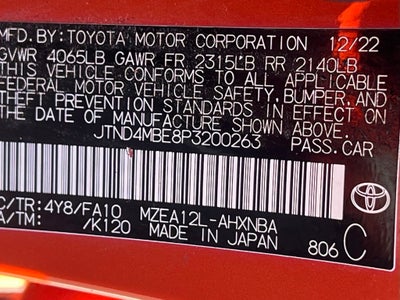 MFD. BY: TOYOTA MOTOR CORPORATION 12/22
GVWR 4065LB GAWR FR 2315LB RR 2140LB
THIS VEHICLE CONFORMS TO ALL APPLICABLE
FEDERAL MOTOR VEHICLE SAFETY, BUMPER, AND
THEFT PREVENTION STANDARDS IN EFFECT ON
THE DATE OF MANUFACTURE SHOWN ABOVE.
JTND4MBE8P3200263 PASS.CAR
C/TR: 4Y8/FA10 MZEA12L-AHXNBA
A/TM: /K120 MADE IN JAPAN 806 C
TOYOTA